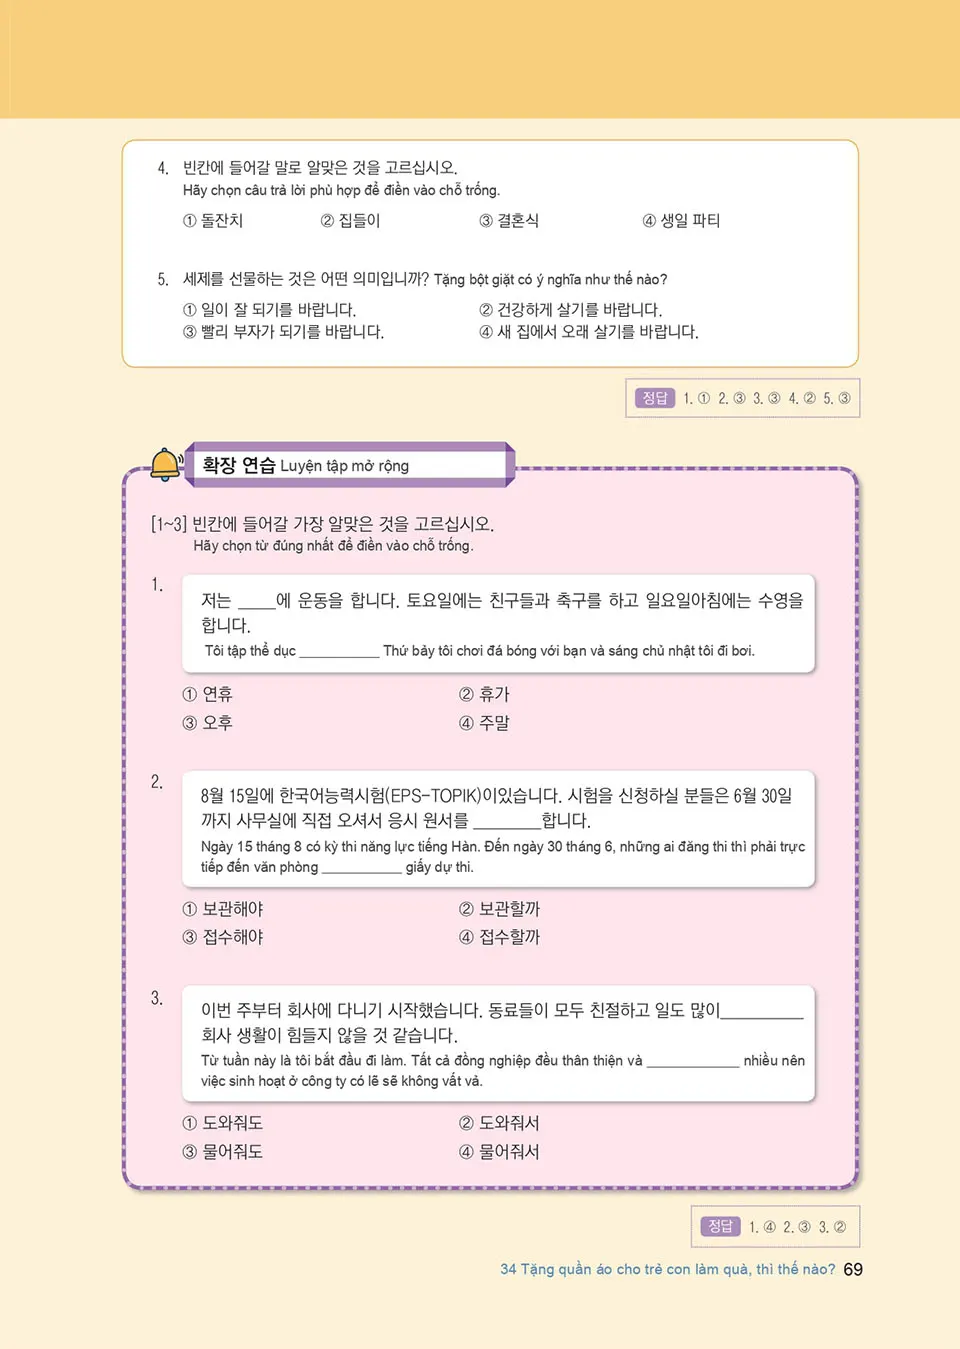 4. 빈칸에 들어갈 말로 알맞은 것을 고르십시오.
Hãy chọn câu trả lời phù hợp để điền vào chỗ trống.
① 돌잔치 ② 집들이 ③ 결혼식 ④ 생일 파티
5. 세제를 선물하는 것은 어떤 의미입니까? Tặng bột giặt có ý nghĩa như thế nào?
① 일이 잘 되기를 바랍니다. ② 건강하게 살기를 바랍니다.
③ 빨리 부자가 되기를 바랍니다. ④ 새 집에서 오래 살기를 바랍니다.
정답 1. ① 2. ③ 3. ③ 4. ② 5. ③
확장 연습 Luyện tập mở rộng
[1~3] 빈칸에 들어갈 가장 알맞은 것을 고르십시오.
Hãy chọn từ đúng nhất để điền vào chỗ trống.
1.
저는 ____에 운동을 합니다. 토요일에는 친구들과 축구를 하고 일요일아침에는 수영을
합니다.
Tôi tập thể dục __________ Thứ bảy tôi chơi đá bóng với bạn và sáng chủ nhật tôi đi bơi.
① 연휴 ② 휴가
③ 오후 ④ 주말
2.
8월 15일에 한국어능력시험(EPS-TOPIK)이있습니다. 시험을 신청하실 분들은 6월 30일
까지 사무실에 직접 오셔서 응시 원서를 ________합니다.
Ngày 15 tháng 8 có kỳ thi năng lực tiếng Hàn. Đến ngày 30 tháng 6, những ai đăng thi thì phải trực
tiếp đến văn phòng __________ giấy dự thi.
① 보관해야 ② 보관할까
③ 접수해야 ④ 접수할까
3.
이번 주부터 회사에 다니기 시작했습니다. 동료들이 모두 친절하고 일도 많이__________
회사 생활이 힘들지 않을 것 같습니다.
Từ tuần này là tôi bắt đầu đi làm. Tất cả đồng nghiệp đều thân thiện và ____________ nhiều nên
việc sinh hoạt ở công ty có lẽ sẽ không vất vả.
① 도와줘도 ② 도와줘서
③ 물어줘도 ④ 물어줘서
정답 1. ④ 2. ③ 3. ②
34 Tặng quần áo cho trẻ con làm quà, thì thế nào? 69